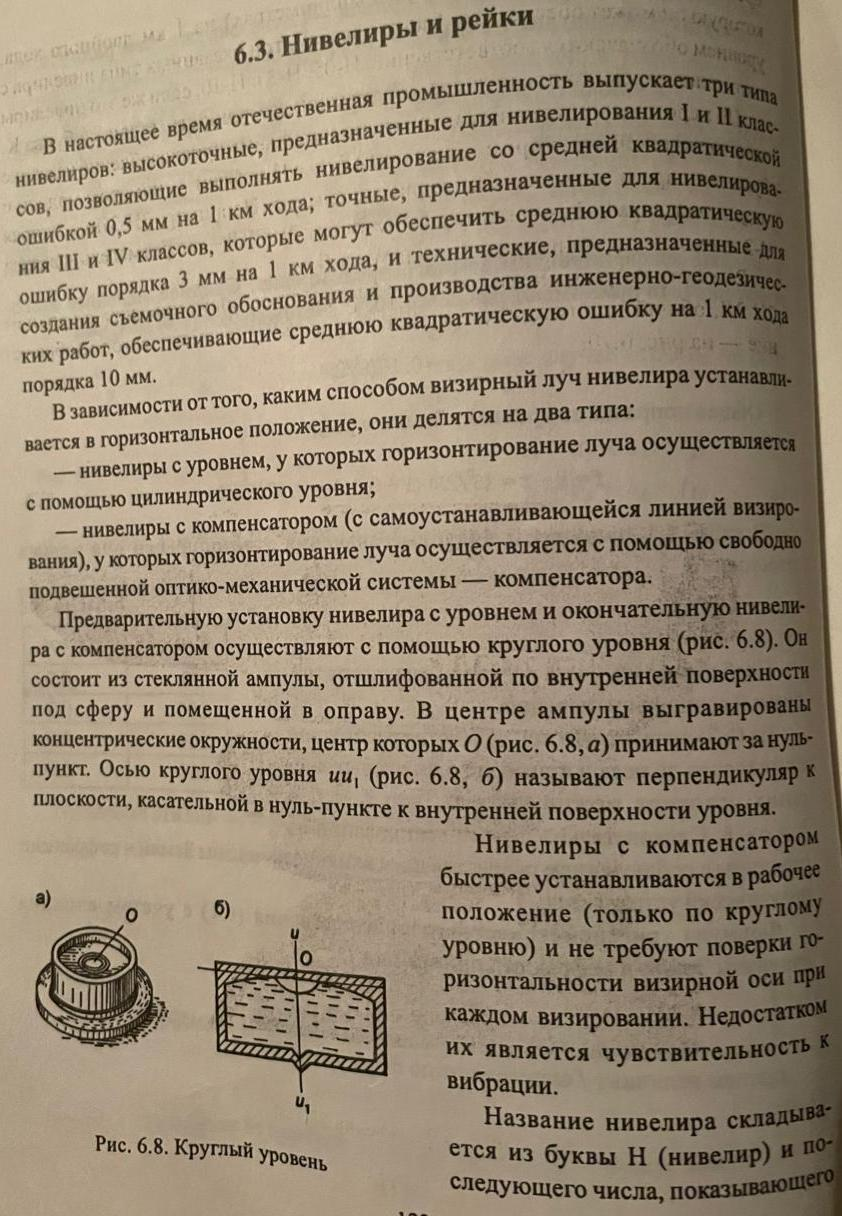 6.3. Нивелиры и рейки
В настоящее время отечественная промышленность выпускает три типа
нивелиров: высокоточные, предназначенные для нивелирования I и II клас-
сов, позволяющие выполнять нивелирование со средней квадратической
ошибкой 0,5 мм на 1 км хода; точные, предназначенные для нивелирова-
ния III и IV классов, которые могут обеспечить среднюю квадратическую
ошибку порядка 3 мм на 1 км хода, и технические, предназначенные для
создания съемочного обоснования и производства инженерно-геодезичес-
ких работ, обеспечивающие среднюю квадратическую ошибку на 1 км хода
порядка 10 мм.
В зависимости от того, каким способом визирный луч нивелира устанавли-
вается в горизонтальное положение, они делятся на два типа:
— нивелиры с уровнем, у которых горизонтирование луча осуществляется
с помощью цилиндрического уровня;
— нивелиры с компенсатором (с самоустанавливающейся линией визиро-
вания), у которых горизонтирование луча осуществляется с помощью свободно
подвешенной оптико-механической системы — компенсатора.
Предварительную установку нивелира с уровнем и окончательную нивели-
ра с компенсатором осуществляют с помощью круглого уровня (рис. 6.8). Он
состоит из стеклянной ампулы, отшлифованной по внутренней поверхности
под сферу и помещенной в оправу. В центре ампулы выгравированы
концентрические окружности, центр которых О (рис. 6.8, а) принимают за нуль-
пункт. Осью круглого уровня uu₁ (рис. 6.8, б) называют перпендикуляр к
плоскости, касательной в нуль-пункте к внутренней поверхности уровня.
а)
О
б)
u
О
u₁
Рис. 6.8. Круглый уровень
Нивелиры с компенсатором
быстрее устанавливаются в рабочее
положение (только по круглому
уровню) и не требуют поверки го-
ризонтальности визирной оси при
каждом визировании. Недостатком
их является чувствительность к
вибрации.
Название нивелира складыва-
ется из буквы Н (нивелир) и по-
следующего числа, показывающего